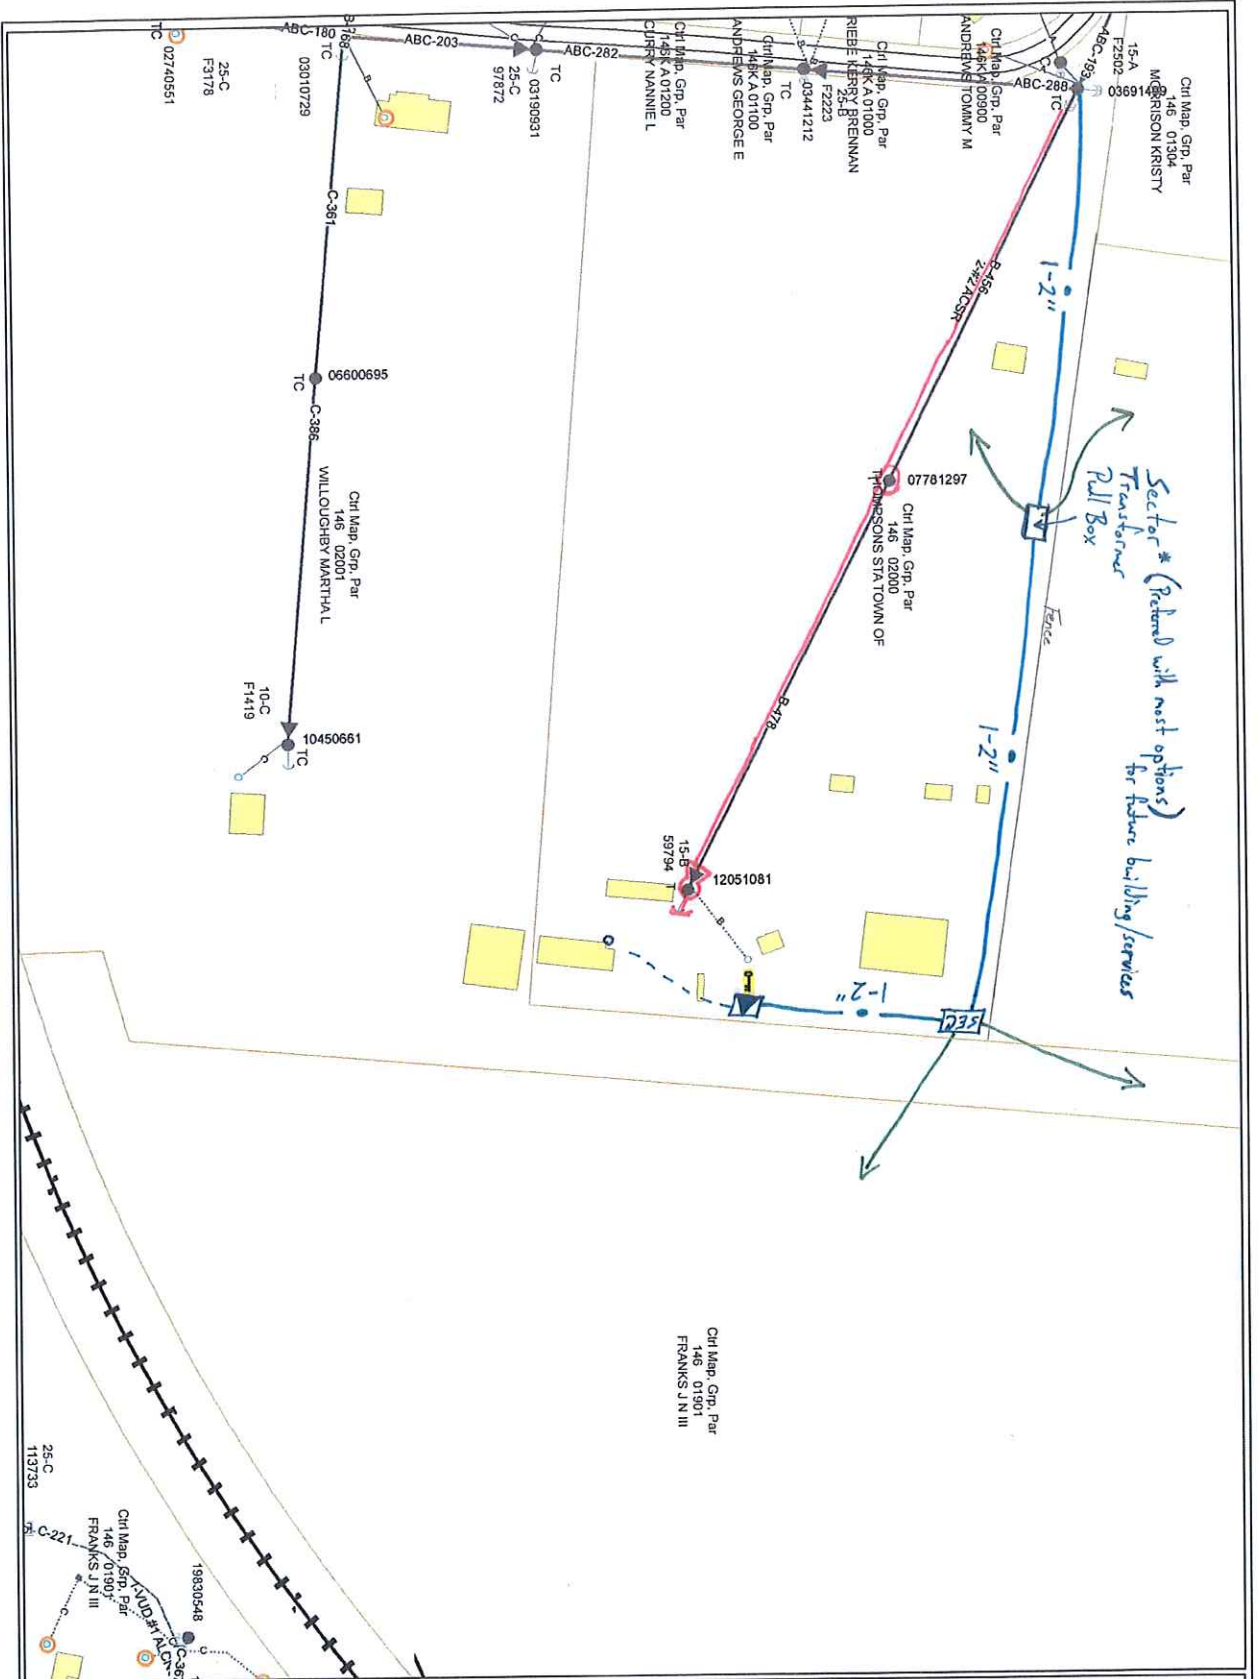 Ctrl Map, Grp, Par
146 01304
MORRISON KRISTY
15-A
F2502
ABC-193
03691409
ABC-288
TC
Ctrl Map, Grp, Par
146K A 00900
ANDREWS TOMMY M
Ctrl Map, Grp, Par
146K A 01000
RIEBE KERRY BRENNAN
25-B
F2223
03441212
TC
Ctrl Map, Grp, Par
146K A 01100
ANDREWS GEORGE E
Ctrl Map, Grp, Par
146K A 01200
CURRY NANNIE L
ABC-282
TC
03190931
25-C
97872
ABC-203
ABC-180
B-768
TC
03010729
25-C
F3178
TC 02740551
B
C-361
06600695
TC
C-386
Ctrl Map, Grp, Par
146 02001
WILLOUGHBY MARTHA L
10-C
F1419
10450661
TC
C
B-456
2-#2 ACSR
07781297
Ctrl Map, Grp, Par
146 02000
THOMPSONS STA TOWN OF
B-478
15-B
59794
T
12051081
B
1-2"
Sector * (Preferred with most options)
for future building/services
Transformer
Pull Box
Fence
1-2"
1-2"
SEC
Ctrl Map, Grp, Par
146 01901
FRANKS J N III
25-C
113733
C-221
Ctrl Map, Grp, Par
146 01901
FRANKS J N III
19830548
C
C